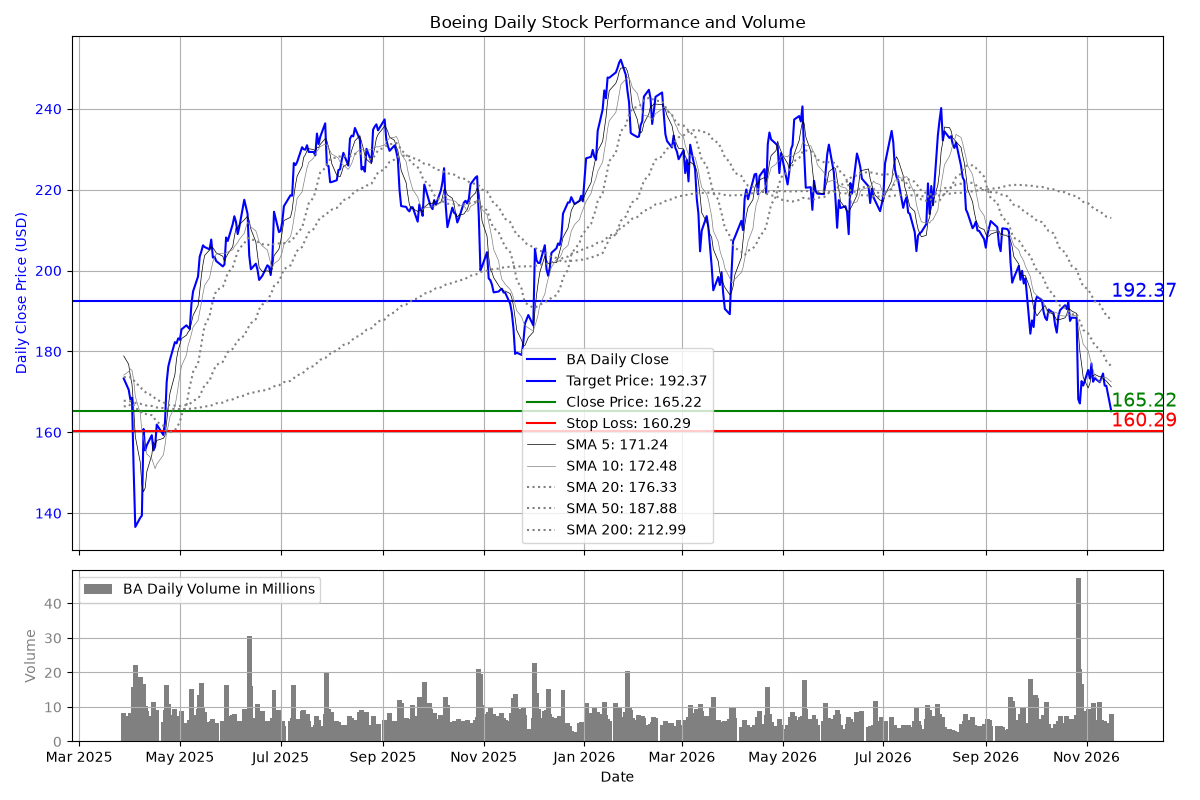 Boeing Daily Stock Performance and Volume
Daily Close Price (USD)
240
220
200
180
160
140
192.37
165.22
160.29
BA Daily Close
Target Price: 192.37
Close Price: 165.22
Stop Loss: 160.29
SMA 5: 171.24
SMA 10: 172.48
SMA 20: 176.33
SMA 50: 187.88
SMA 200: 212.99
BA Daily Volume in Millions
Volume
40
30
20
10
0
Mar 2025 May 2025 Jul 2025 Sep 2025 Nov 2025 Jan 2026 Mar 2026 May 2026 Jul 2026 Sep 2026 Nov 2026
Date